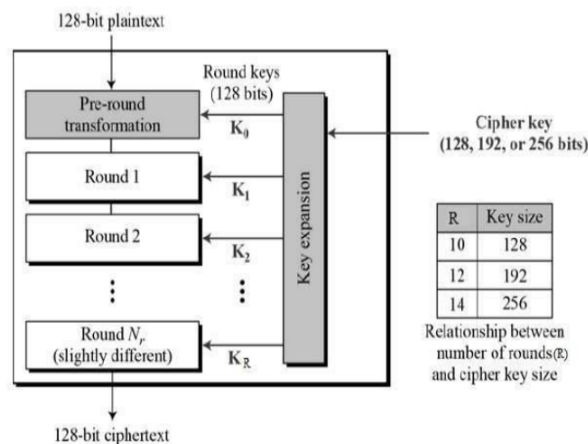 128-bit plaintext
Round keys
(128 bits)
Pre-round
transformation
K0
Cipher key
(128, 192, or 256 bits)
Round 1
K1
Round 2
K2
Key expansion
R Key size
10 128
12 192
14 256
Round Nr
(slightly different)
KR
Relationship between
number of rounds(R)
and cipher key size
128-bit ciphertext